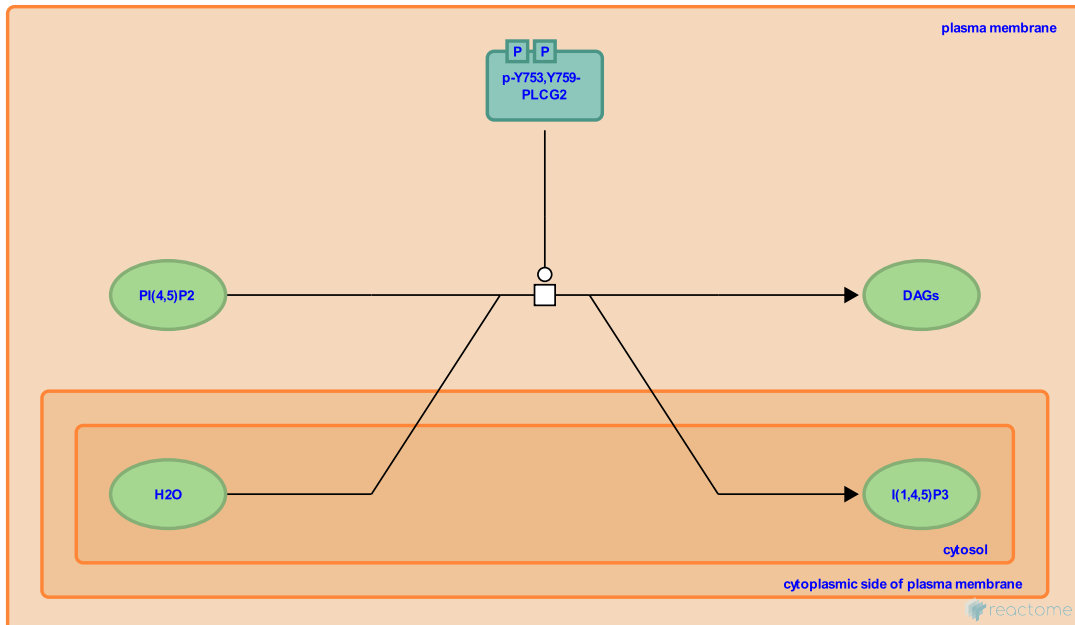 plasma membrane
P P
p-Y753,Y759-
PLCG2
PI(4,5)P2
DAGs
H2O
I(1,4,5)P3
cytosol
cytoplasmic side of plasma membrane
reactome